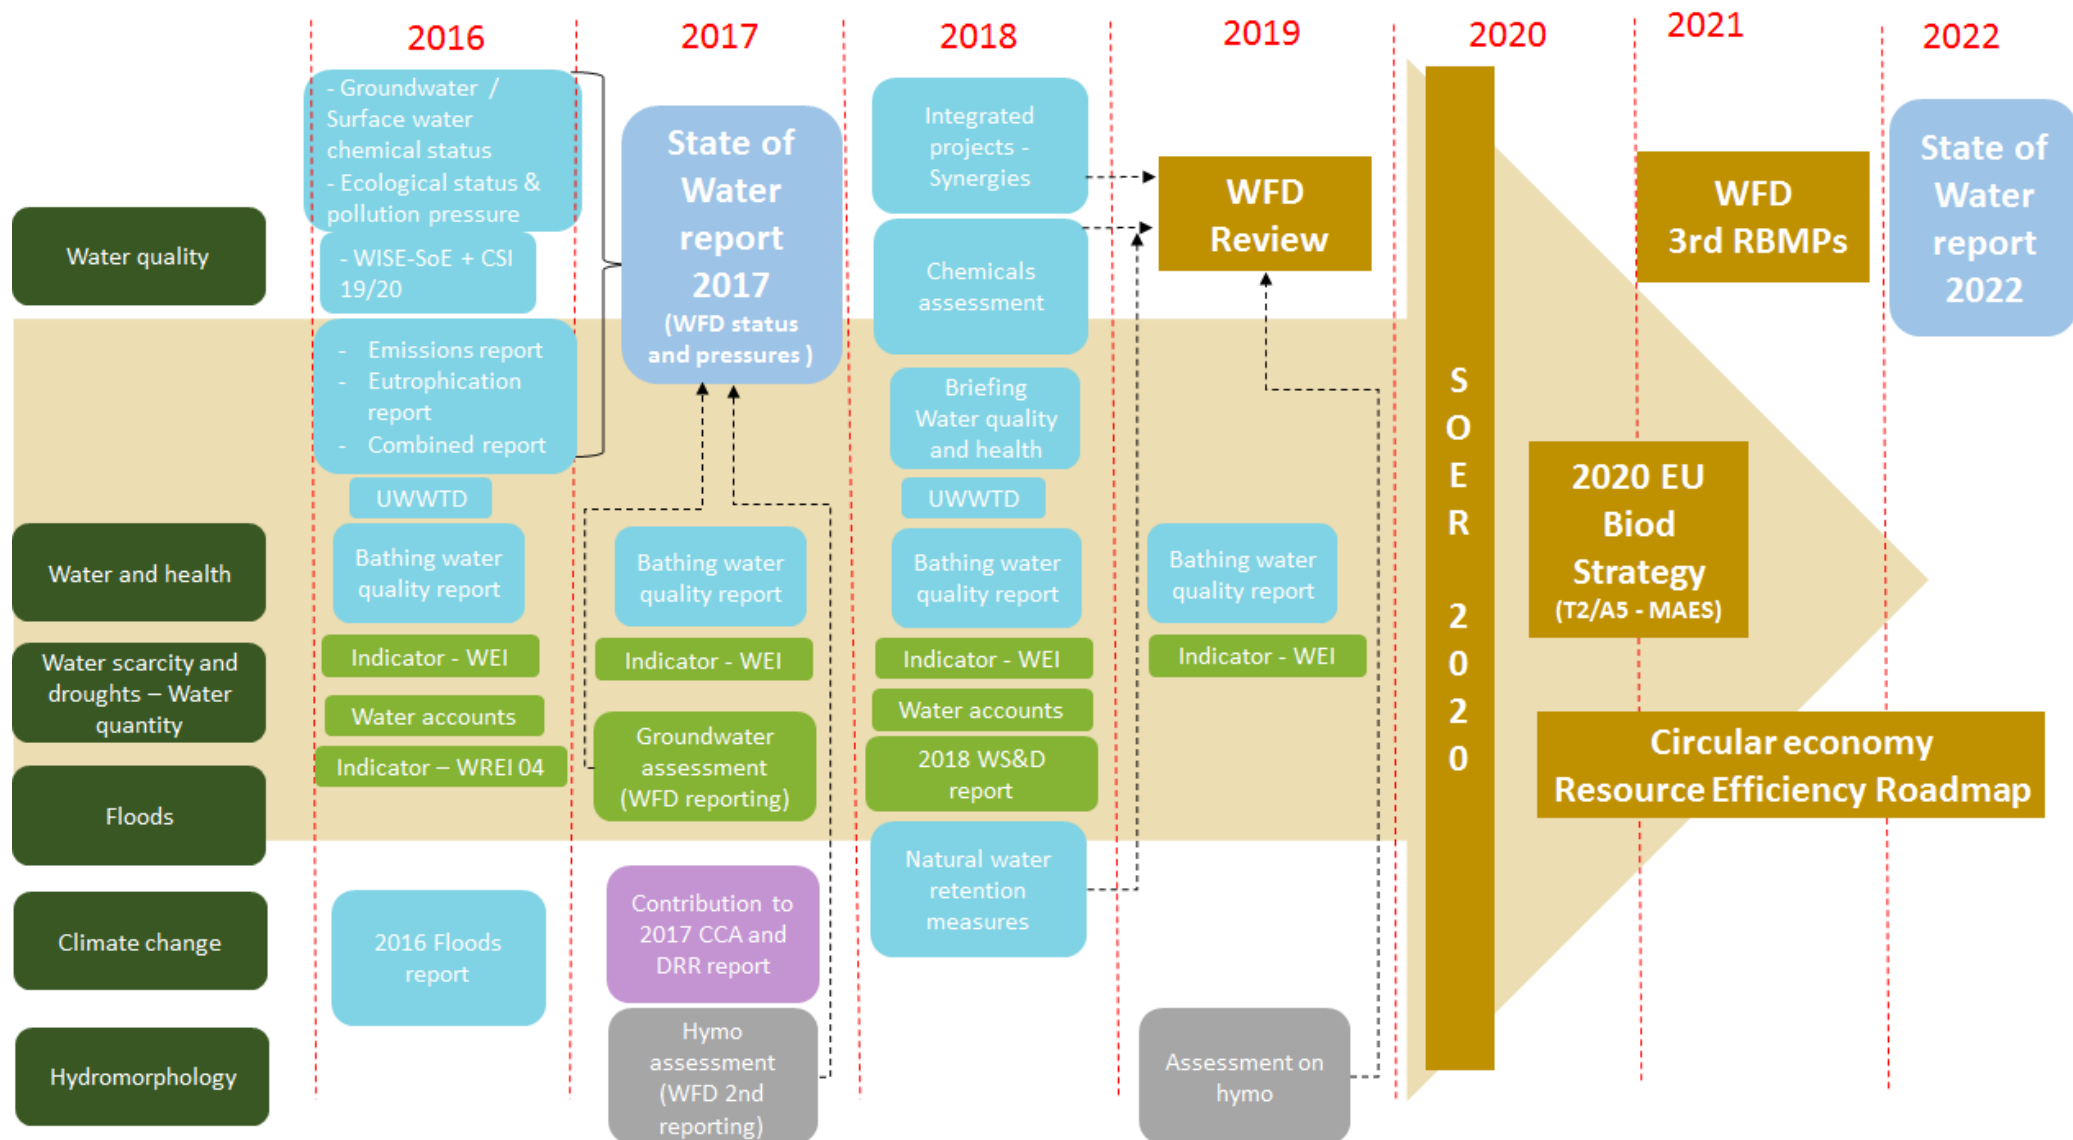 2016
2017
2018
2019
2020
2021
2022
Water quality
Water and health
Water scarcity and
droughts – Water
quantity
Floods
Climate change
Hydromorphology
- Groundwater /
Surface water
chemical status
- Ecological status &
pollution pressure
- WISE-SoE + CSI
19/20
- Emissions report
- Eutrophication
report
- Combined report
UWWTD
Bathing water
quality report
Indicator - WEI
Water accounts
Indicator – WREI 04
2016 Floods
report
State of
Water
report
2017
(WFD status
and pressures )
Bathing water
quality report
Indicator - WEI
Groundwater
assessment
(WFD reporting)
Contribution to
2017 CCA and
DRR report
Hymo
assessment
(WFD 2nd
reporting)
Integrated
projects -
Synergies
Chemicals
assessment
Briefing
Water quality
and health
UWWTD
Bathing water
quality report
Indicator - WEI
Water accounts
2018 WS&D
report
Natural water
retention
measures
WFD
Review
Bathing water
quality report
Indicator - WEI
Assessment on
hymo
S
O
E
R
2
0
2
0
WFD
3rd RBMPs
2020 EU
Biod
Strategy
(T2/A5 - MAES)
Circular economy
Resource Efficiency Roadmap
State of
Water
report
2022